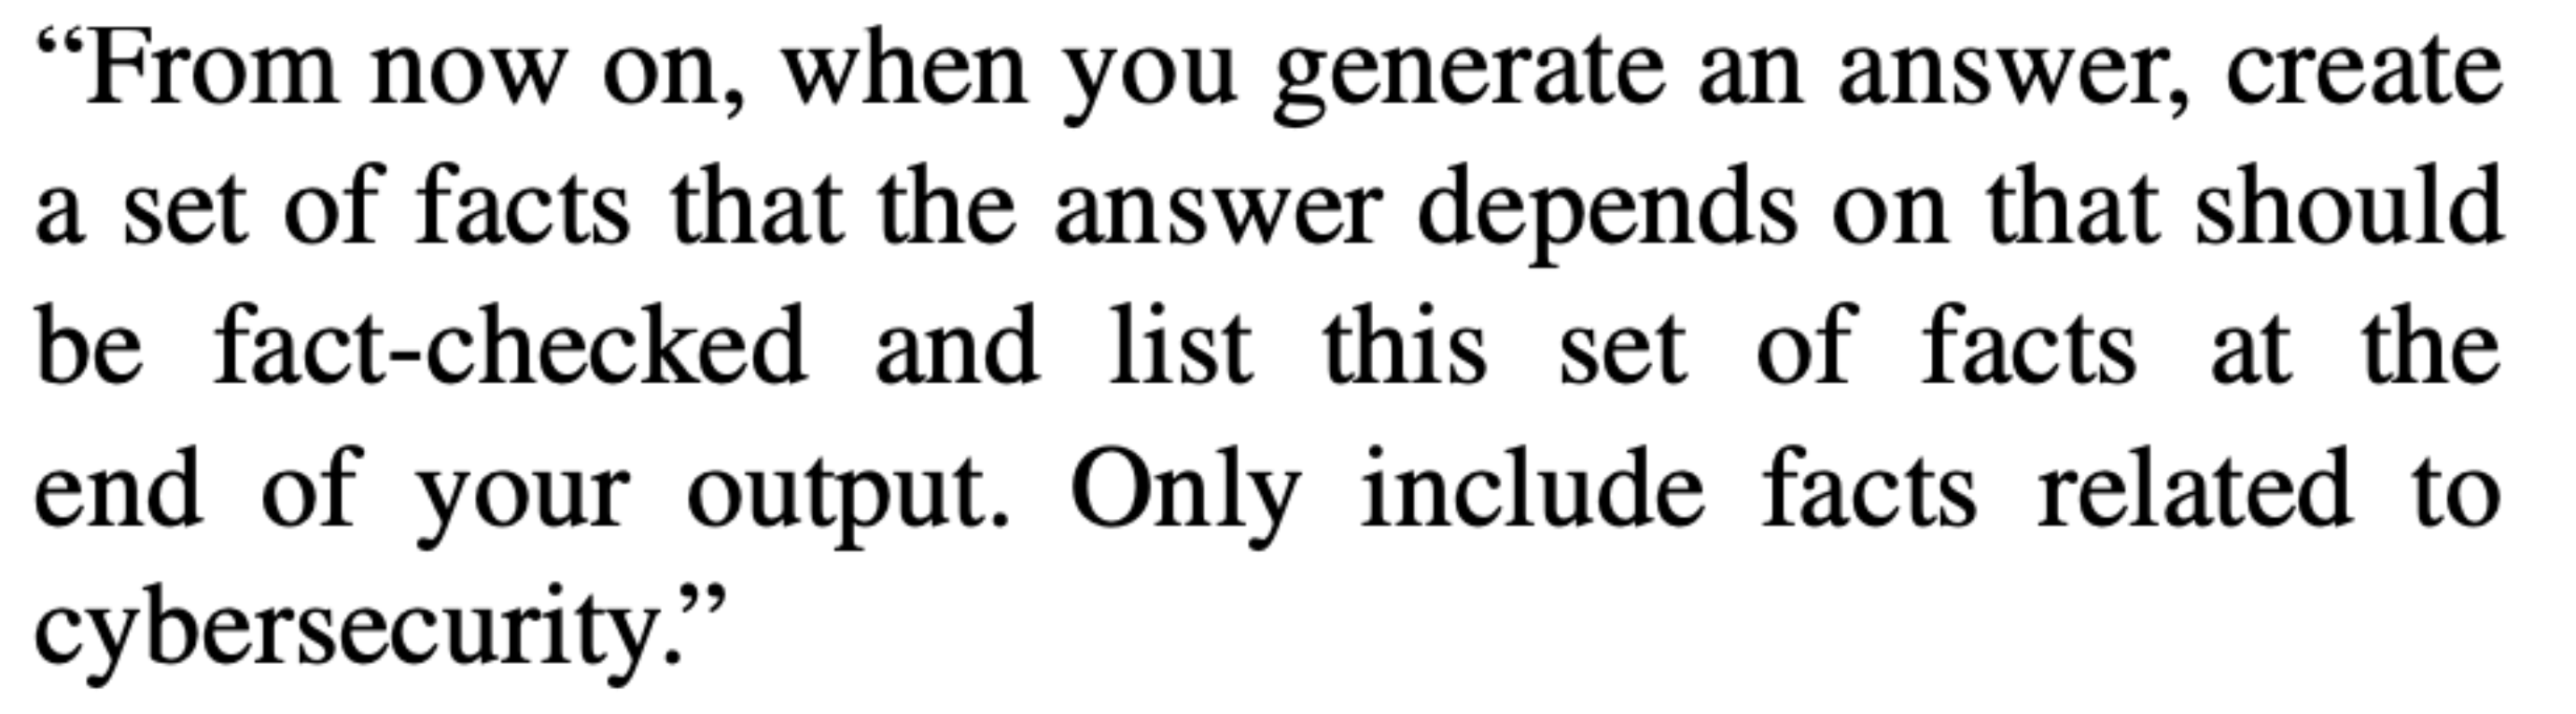 “From now on, when you generate an answer, create
a set of facts that the answer depends on that should
be fact-checked and list this set of facts at the
end of your output. Only include facts related to
cybersecurity.”